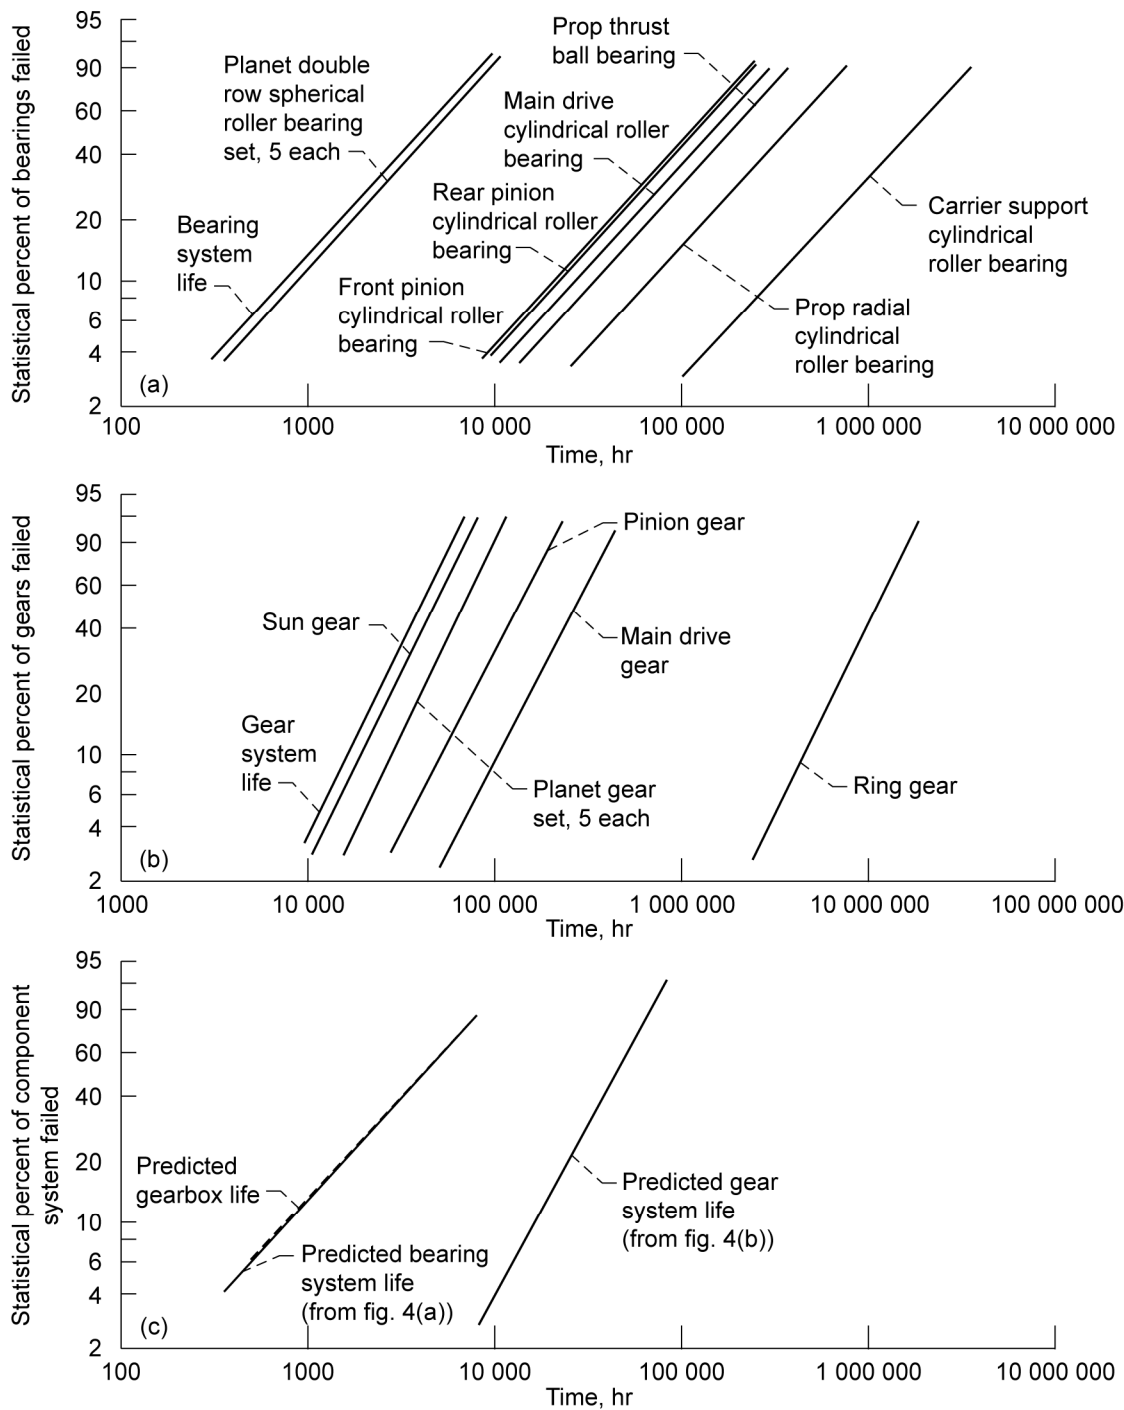 Statistical percent of bearings failed
95
90
60
40
20
10
6
4
2
Planet double
row spherical
roller bearing
set, 5 each
Bearing
system
life
Prop thrust
ball bearing
Main drive
cylindrical roller
bearing
Rear pinion
cylindrical roller
bearing
Front pinion
cylindrical roller
bearing
Carrier support
cylindrical
roller bearing
Prop radial
cylindrical
roller bearing
(a)
100 1000 10 000 100 000 1 000 000 10 000 000
Time, hr
Statistical percent of gears failed
95
90
60
40
20
10
6
4
2
Pinion gear
Sun gear
Main drive
gear
Gear
system
life
Planet gear
set, 5 each
Ring gear
(b)
1000 10 000 100 000 1 000 000 10 000 000 100 000 000
Time, hr
Statistical percent of component
system failed
95
90
60
40
20
10
6
4
2
Predicted
gearbox life
Predicted bearing
system life
(from fig. 4(a))
Predicted gear
system life
(from fig. 4(b))
(c)
100 1000 10 000 100 000 1 000 000 10 000 000
Time, hr